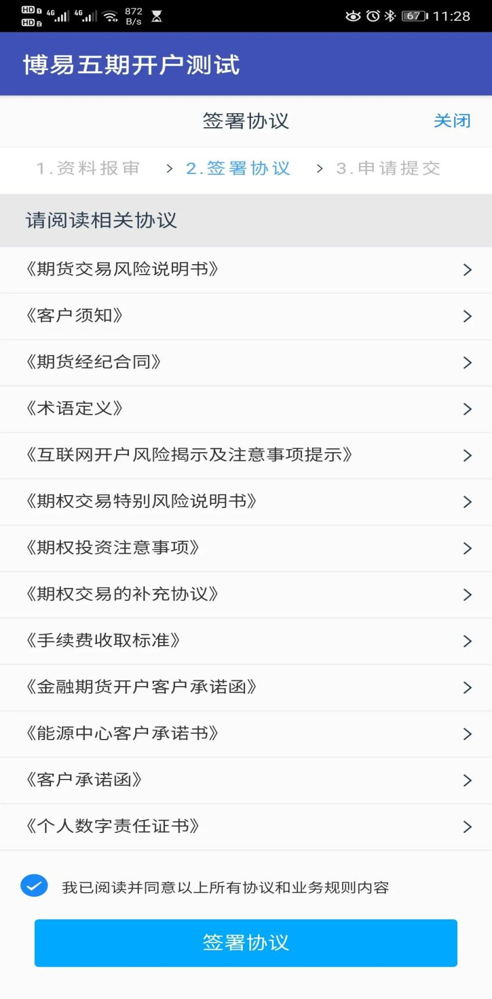 HD 1 4G 4G 872 67 11:28
HD 2 B/s
博易五期开户测试
签署协议 关闭
1.资料报审 > 2.签署协议 > 3.申请提交
请阅读相关协议
《期货交易风险说明书》
《客户须知》
《期货经纪合同》
《术语定义》
《互联网开户风险揭示及注意事项提示》
《期权交易特别风险说明书》
《期权投资注意事项》
《期权交易的补充协议》
《手续费收取标准》
《金融期货开户客户承诺函》
《能源中心客户承诺书》
《客户承诺函》
《个人数字责任证书》
我已阅读并同意以上所有协议和业务规则内容
签署协议